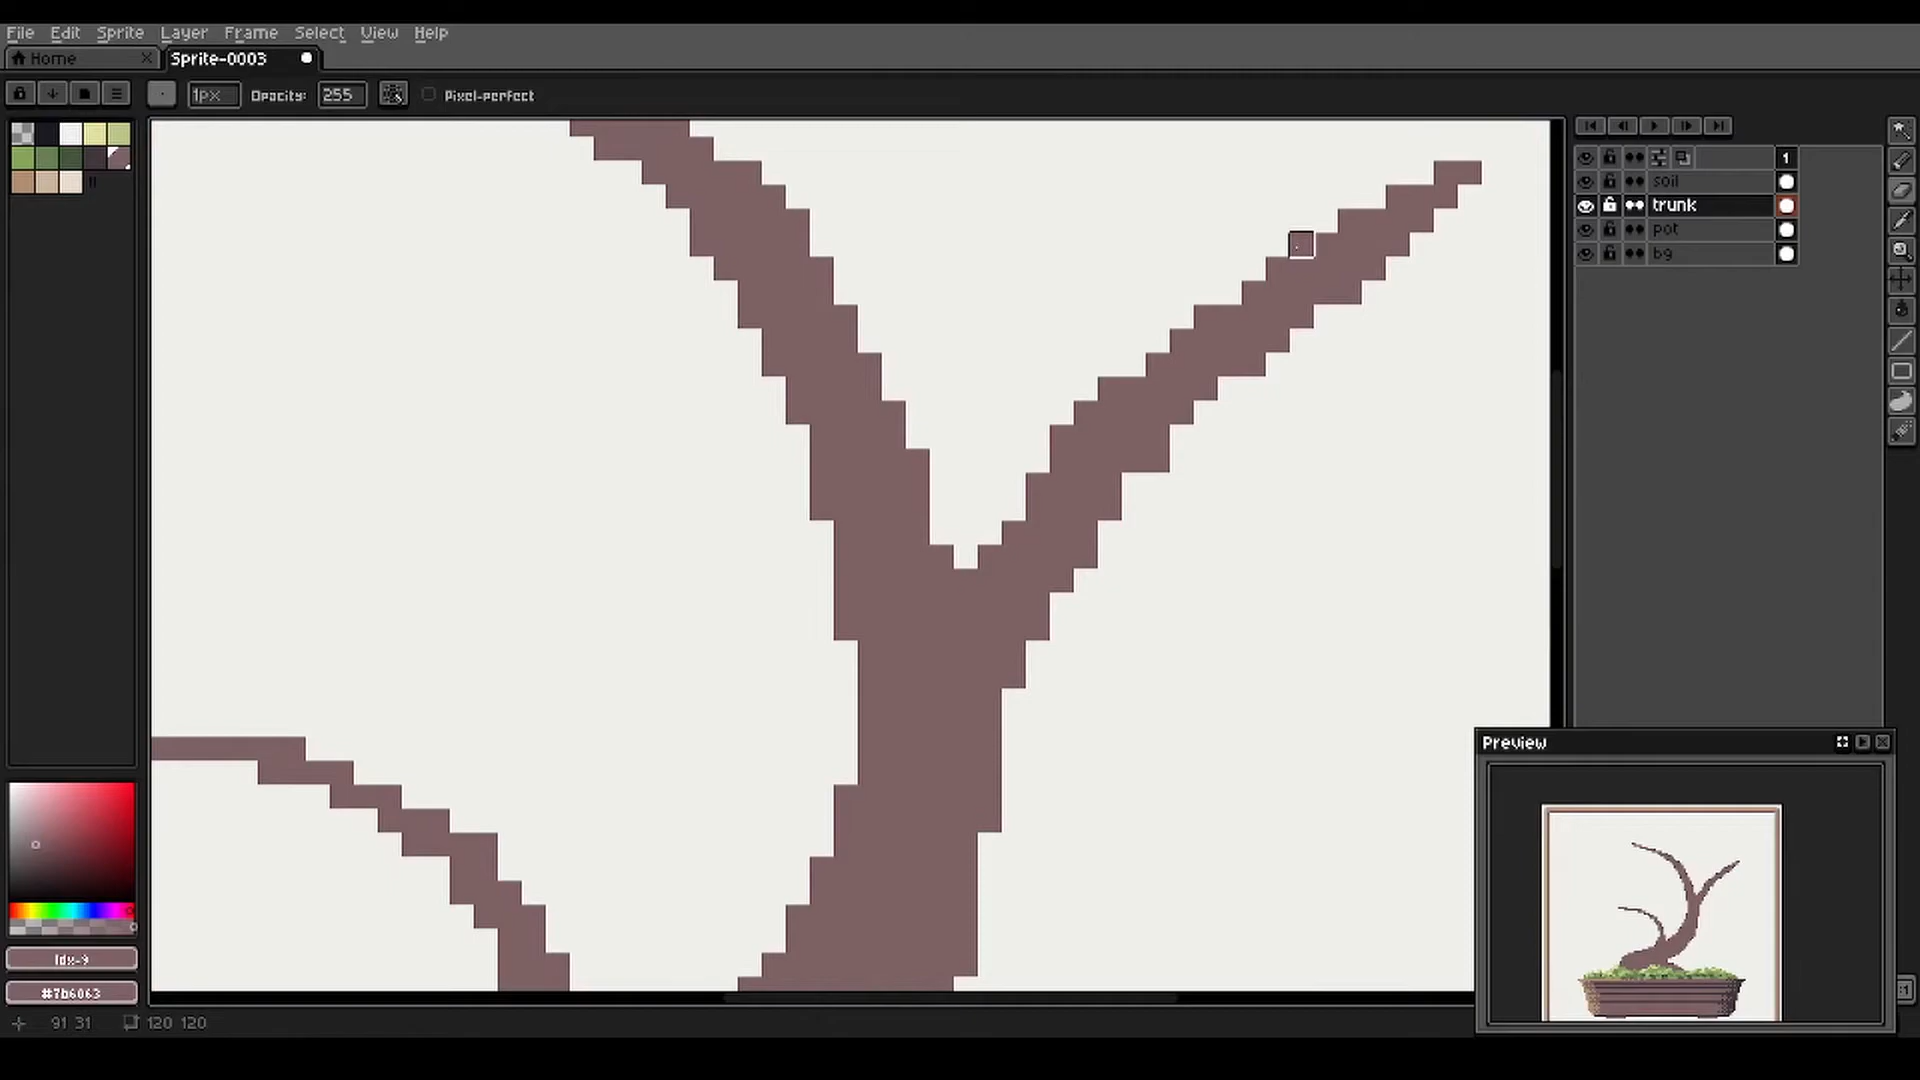 File Edit Sprite Layer Frame Select View Help
Home Sprite-0003
1px Opacity: 255 Pixel-perfect
1
soil
trunk
pot
bg
Preview
Idx-9
#7b6063
91 31 120 120